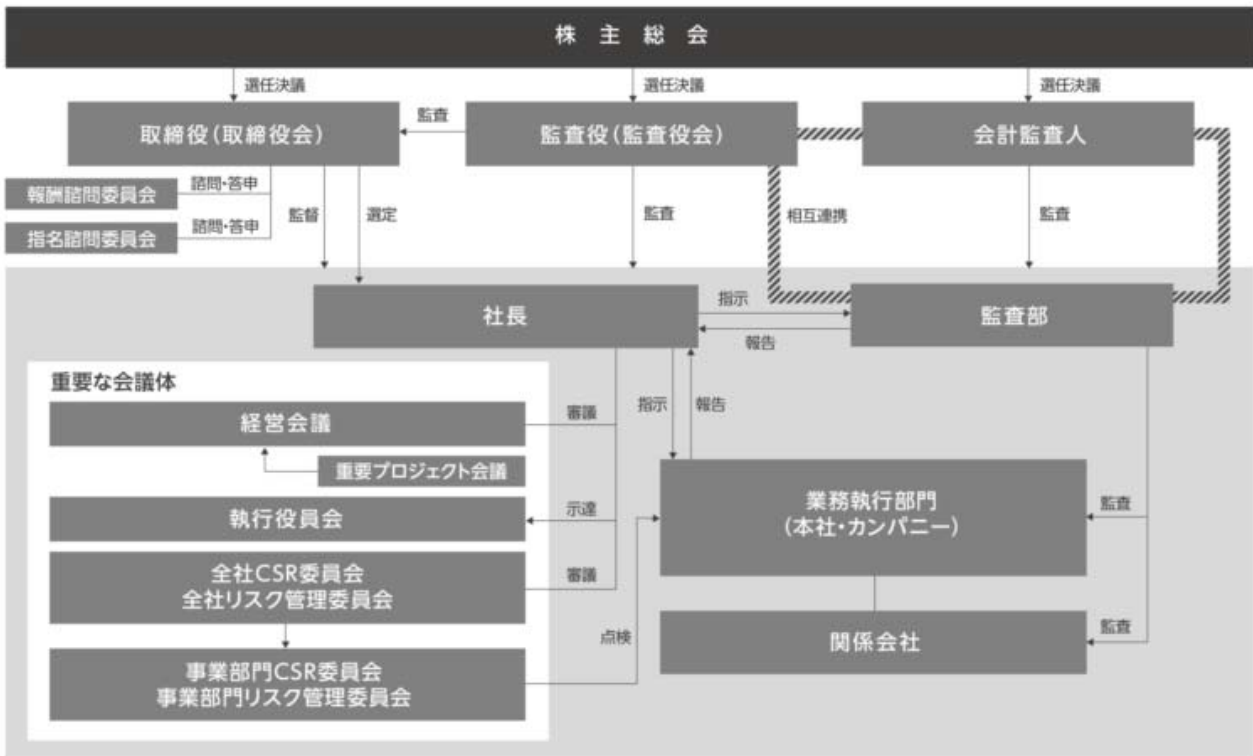 株主総会
選任決議
選任決議
選任決議
取締役(取締役会)
監査
監査役(監査役会)
会計監査人
報酬諮問委員会
諮問・答申
指名諮問委員会
諮問・答申
監督
選定
監査
相互連携
監査
社長
指示
報告
監査部
重要な会議体
経営会議
審議
重要プロジェクト会議
執行役員会
示達
全社CSR委員会
全社リスク管理委員会
審議
事業部門CSR委員会
事業部門リスク管理委員会
点検
指示
報告
業務執行部門
(本社・カンパニー)
監査
関係会社
監査